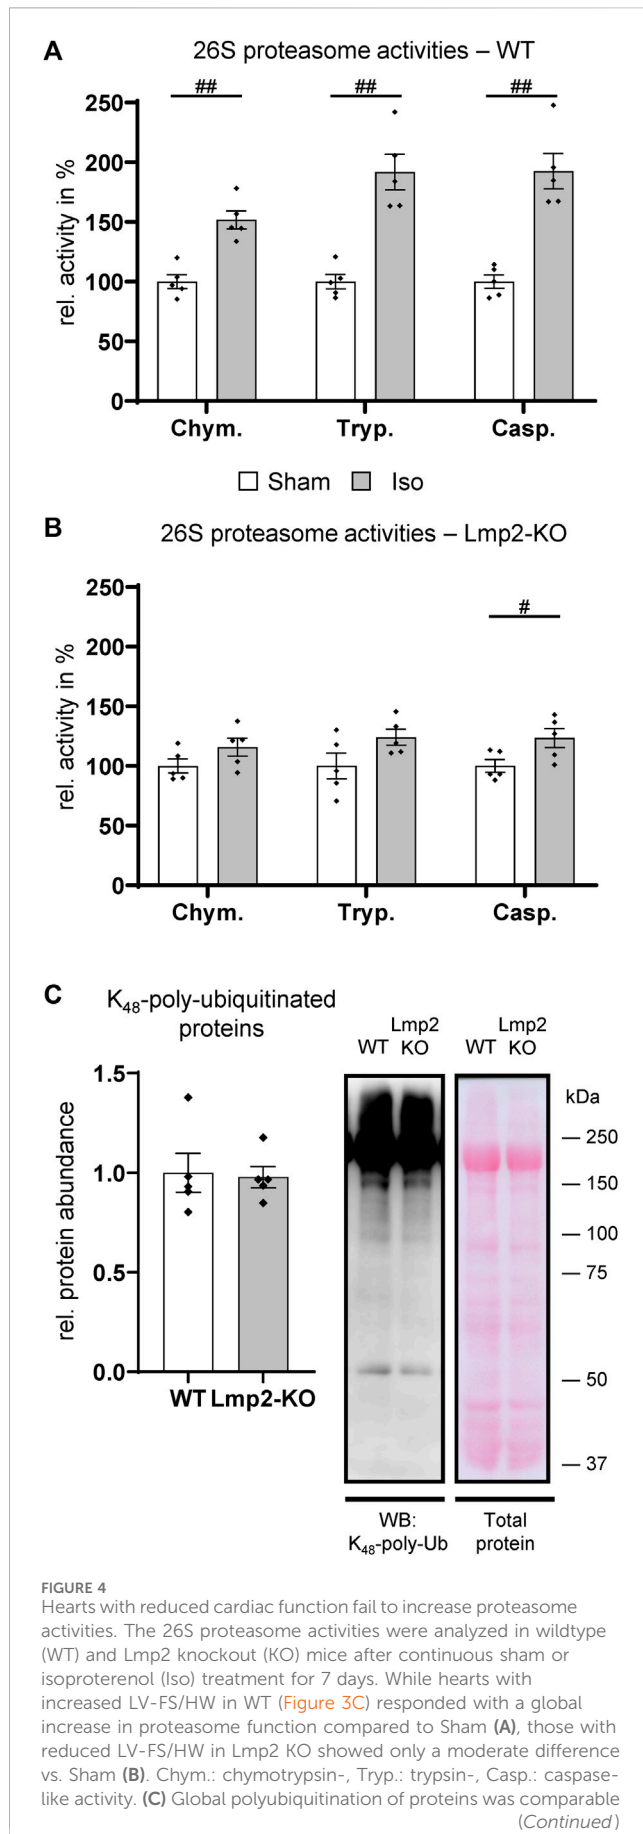 A
26S proteasome activities – WT
##
##
##
rel. activity in %
250
200
150
100
50
0
Chym.
Tryp.
Casp.
Sham
Iso
B
26S proteasome activities – Lmp2-KO
#
rel. activity in %
250
200
150
100
50
0
Chym.
Tryp.
Casp.
C
K48-poly-ubiquitinated
proteins
rel. protein abundance
1.5
1.0
0.5
0.0
WT
Lmp2-KO
WT
Lmp2
KO
WT
Lmp2
KO
kDa
250
150
100
75
50
37
WB:
K48-poly-Ub
Total
protein
FIGURE 4
Hearts with reduced cardiac function fail to increase proteasome
activities. The 26S proteasome activities were analyzed in wildtype
(WT) and Lmp2 knockout (KO) mice after continuous sham or
isoproterenol (Iso) treatment for 7 days. While hearts with
increased LV-FS/HW in WT (Figure 3C) responded with a global
increase in proteasome function compared to Sham (A), those with
reduced LV-FS/HW in Lmp2 KO showed only a moderate difference
vs. Sham (B). Chym.: chymotrypsin-, Tryp.: trypsin-, Casp.: caspase-
like activity. (C) Global polyubiquitination of proteins was comparable
(Continued)